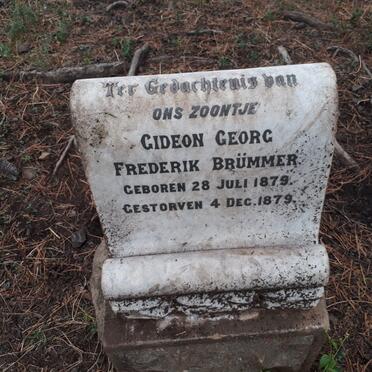 Ter Gedachtenis van
ONS ZOONTJE
GIDEON GEORG
FREDERIK BRÜMMER
GEBOREN 28 JULI 1879.
GESTORVEN 4 DEC. 1879.